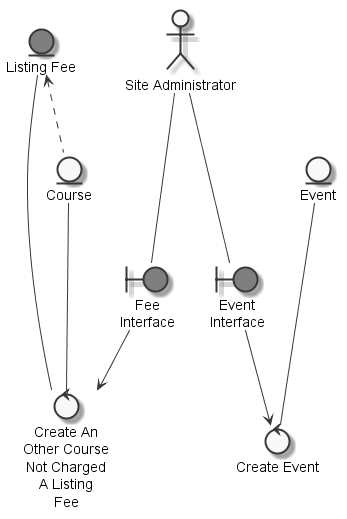 Listing Fee
Site Administrator
Course
Event
Fee
Interface
Event
Interface
Create An
Other Course
Not Charged
A Listing
Fee
Create Event